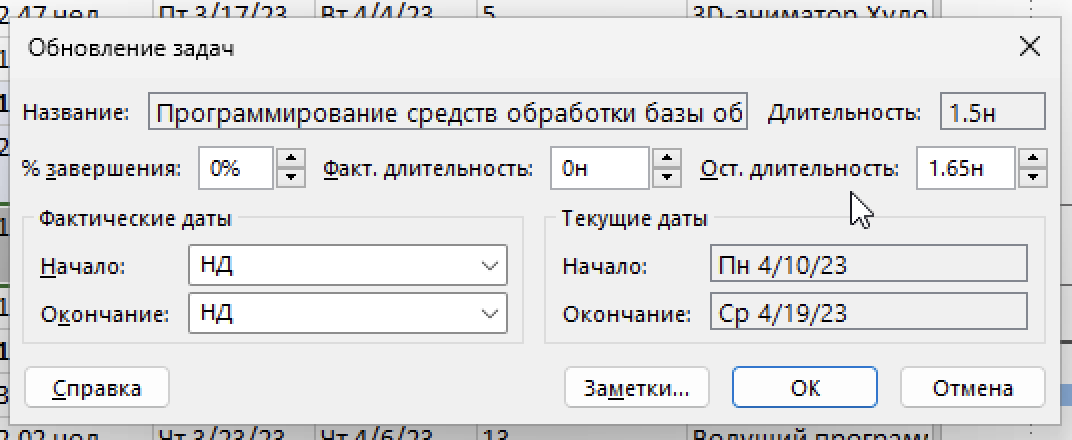 2.47 чел Пт 3/17/23 Вт 4/4/23 5 3D-аниматор,Худо
Обновление задач
Название: Программирование средств обработки базы об Длительность: 1.5н
% завершения: 0% Факт. длительность: 0н Ост. длительность: 1.65н
Фактические даты Текущие даты
Начало: НД Начало: Пн 4/10/23
Окончание: НД Окончание: Ср 4/19/23
Справка Заметки... ОК Отмена
2.02 чел Чт 3/23/23 Чт 4/6/23 13 Ведущий програм